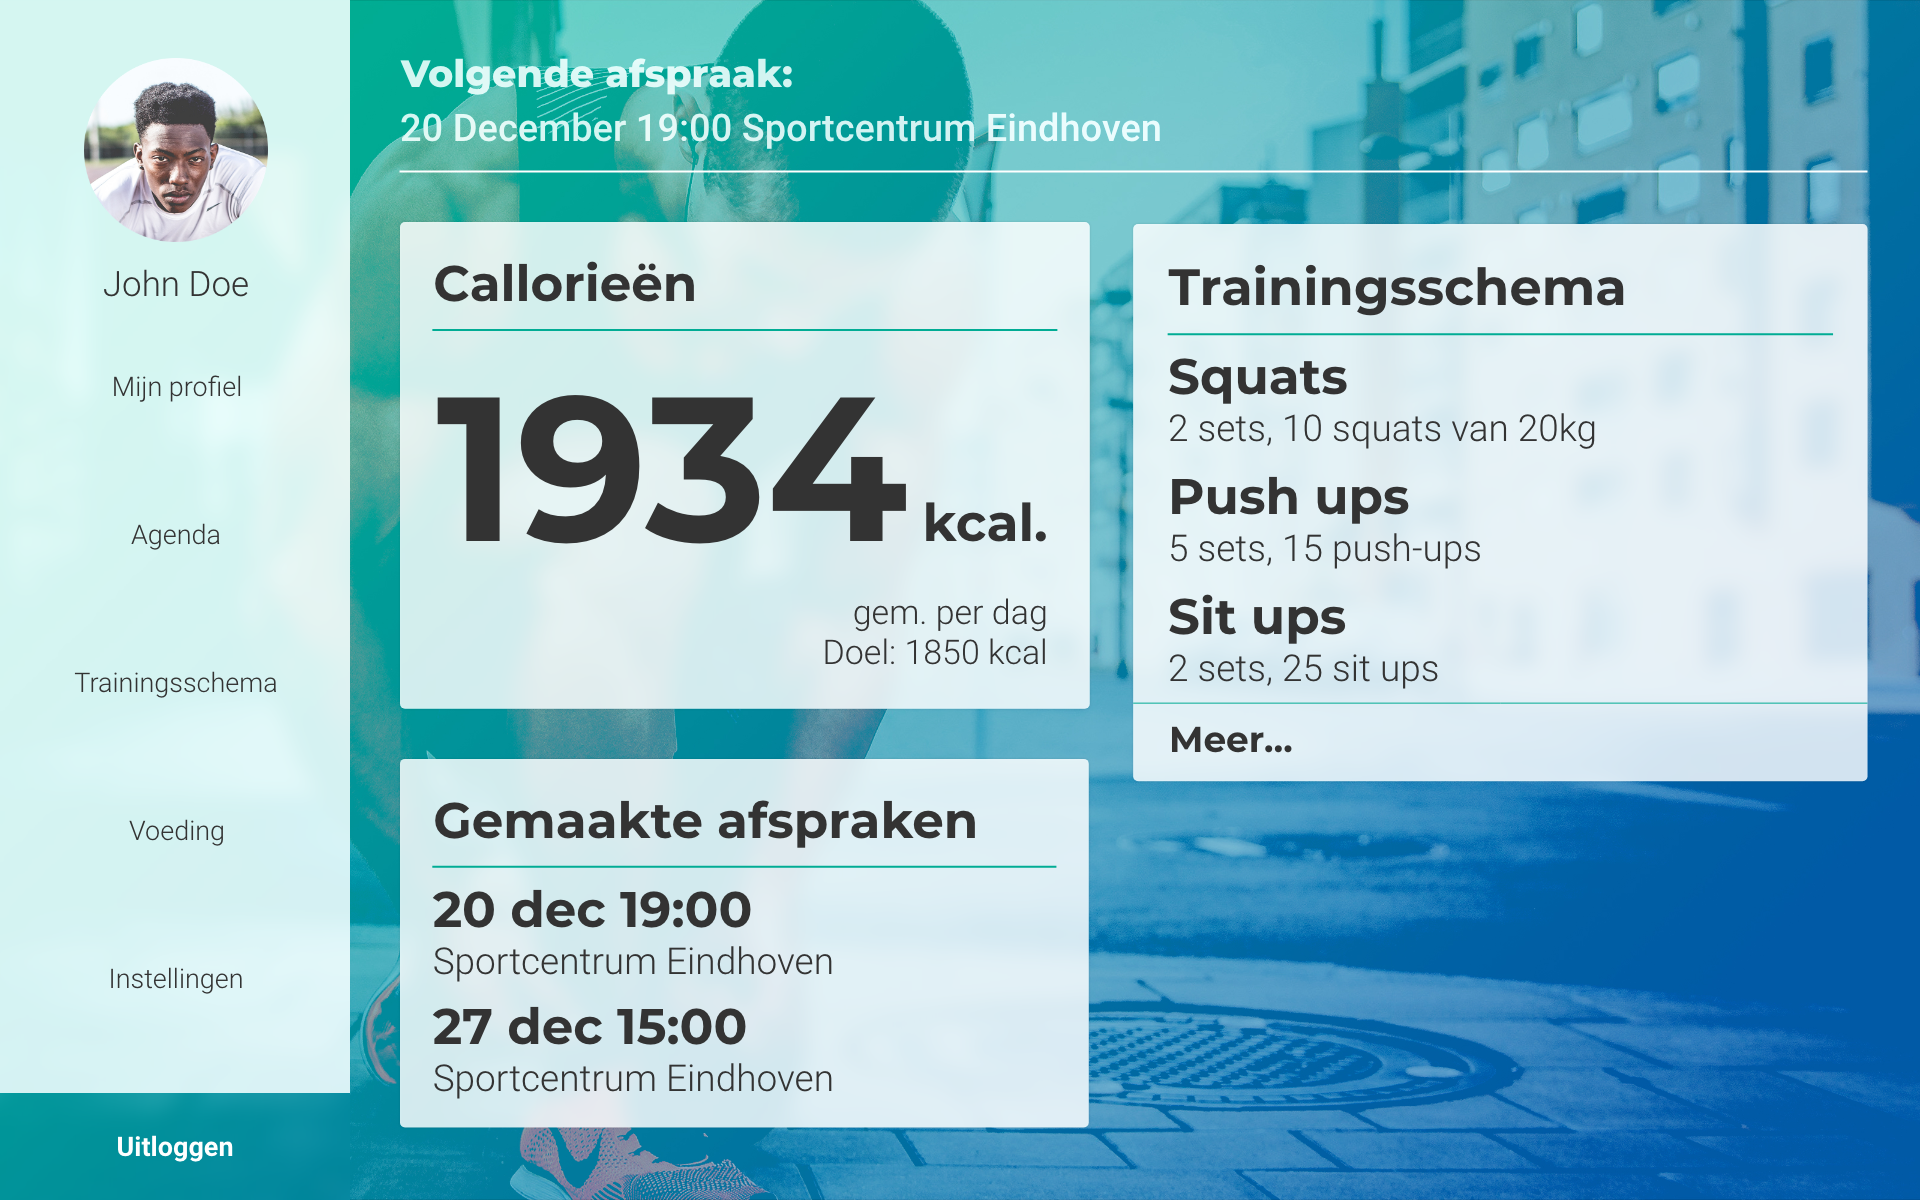 John Doe
Mijn profiel
Agenda
Trainingsschema
Voeding
Instellingen
Uitloggen
Volgende afspraak:
20 December 19:00 Sportcentrum Eindhoven
Callorieën
1934 kcal.
gem. per dag
Doel: 1850 kcal
Gemaakte afspraken
20 dec 19:00
Sportcentrum Eindhoven
27 dec 15:00
Sportcentrum Eindhoven
Trainingsschema
Squats
2 sets, 10 squats van 20kg
Push ups
5 sets, 15 push-ups
Sit ups
2 sets, 25 sit ups
Meer...